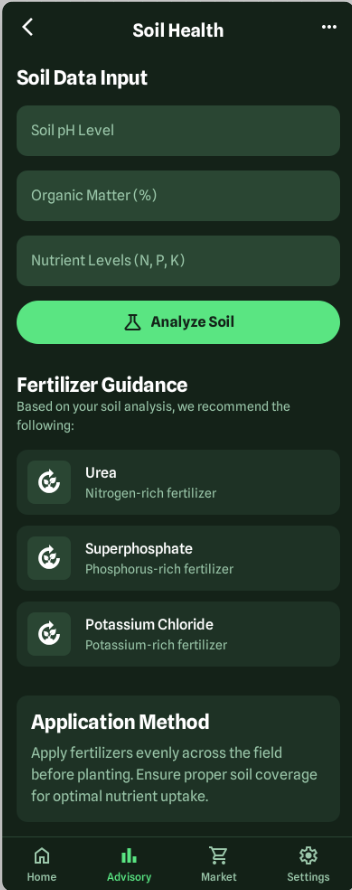 Soil Health
Soil Data Input
Soil pH Level
Organic Matter (%)
Nutrient Levels (N, P, K)
Analyze Soil
Fertilizer Guidance
Based on your soil analysis, we recommend the
following:
Urea
Nitrogen-rich fertilizer
Superphosphate
Phosphorus-rich fertilizer
Potassium Chloride
Potassium-rich fertilizer
Application Method
Apply fertilizers evenly across the field
before planting. Ensure proper soil coverage
for optimal nutrient uptake.
Home Advisory Market Settings